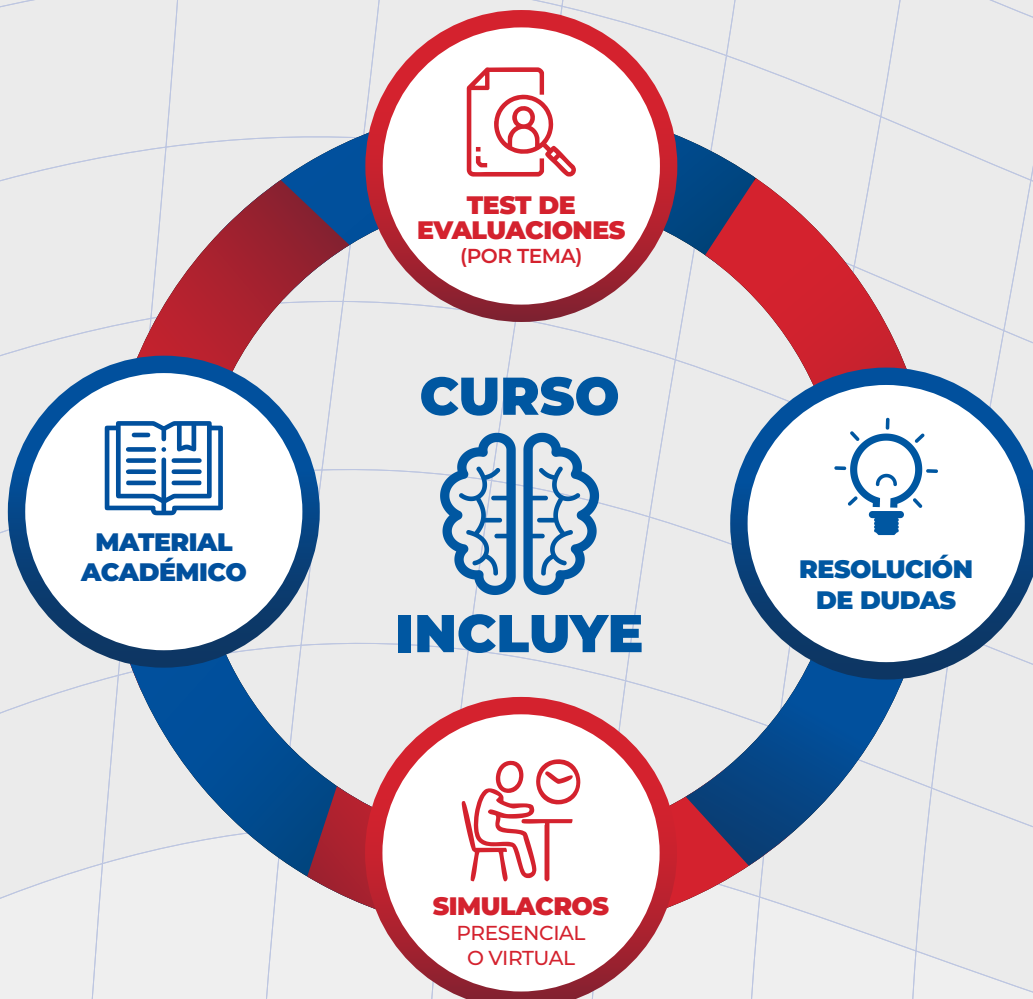 TEST DE
EVALUACIONES
(POR TEMA)
CURSO
INCLUYE
MATERIAL
ACADÉMICO
RESOLUCIÓN
DE DUDAS
SIMULACROS
PRESENCIAL
O VIRTUAL